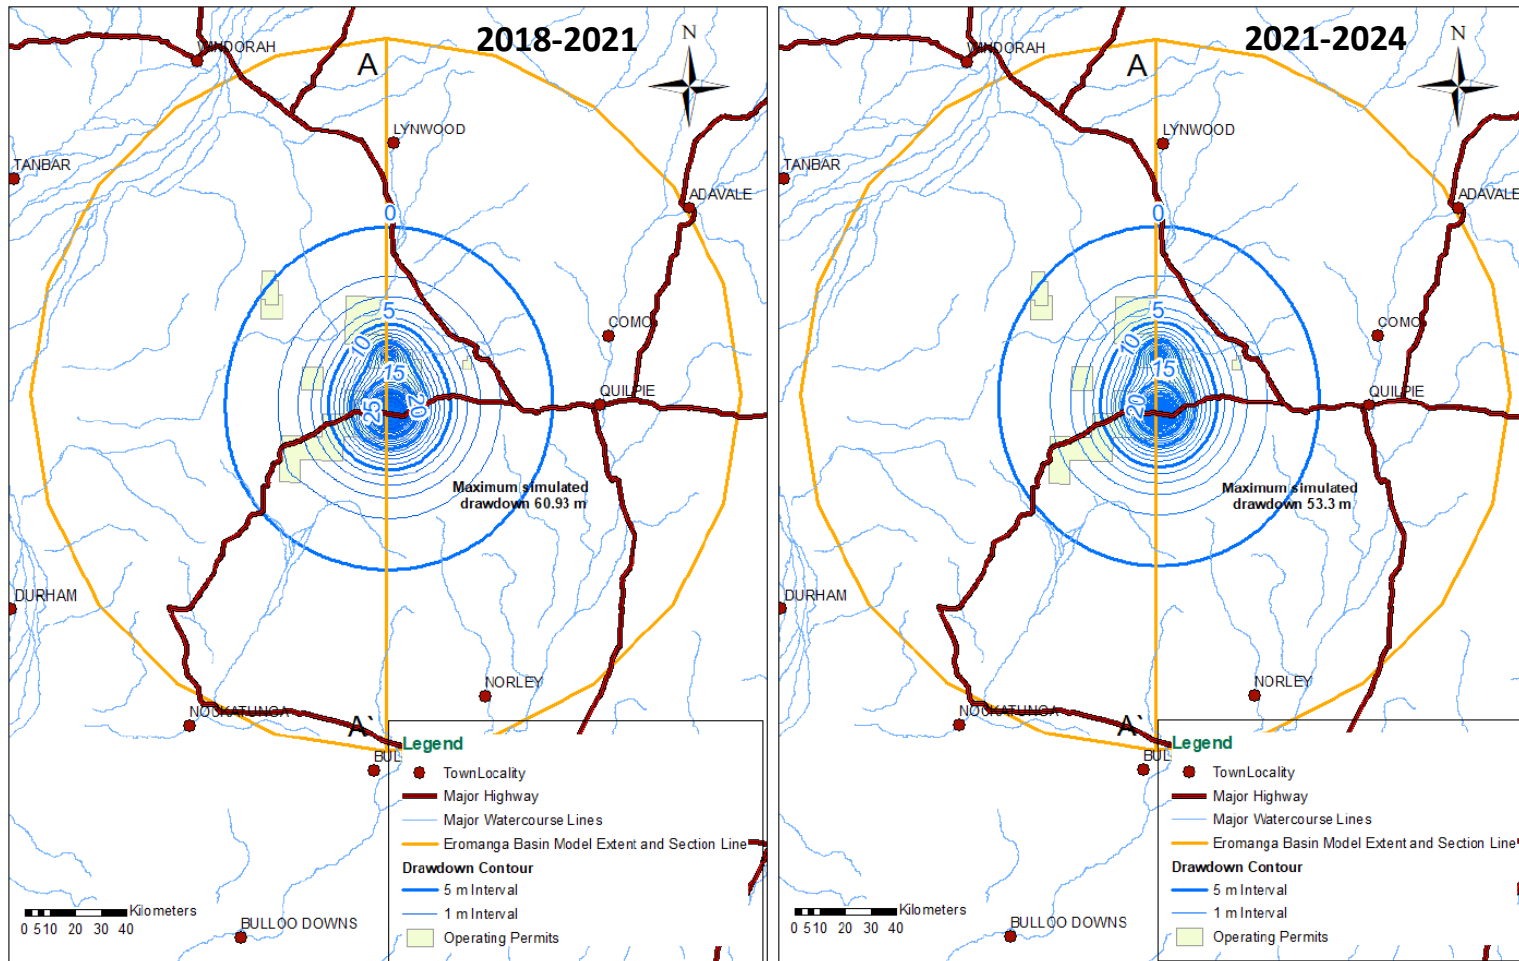 2018-2021
N
WINDORAH
A
LYNWOOD
TANBAR
ADAVALE
0
5
COMO
10
15
QUILPIE
25
20
Maximum simulated
drawdown 60.93 m
DURHAM
NORLEY
NOCKATUNGA
A`
BUL
Legend
TownLocality
Major Highway
Major Watercourse Lines
Eromanga Basin Model Extent and Section Line
Drawdown Contour
5 m Interval
1 m Interval
Operating Permits
Kilometers
0 5 10 20 30 40
BULLOO DOWNS
2021-2024
N
WINDORAH
A
LYNWOOD
TANBAR
ADAVALE
0
5
COMO
10
15
QUILPIE
20
Maximum simulated
drawdown 53.3 m
DURHAM
NORLEY
NOCKATUNGA
A`
BUL
Legend
TownLocality
Major Highway
Major Watercourse Lines
Eromanga Basin Model Extent and Section Line
Drawdown Contour
5 m Interval
1 m Interval
Operating Permits
Kilometers
0 5 10 20 30 40
BULLOO DOWNS